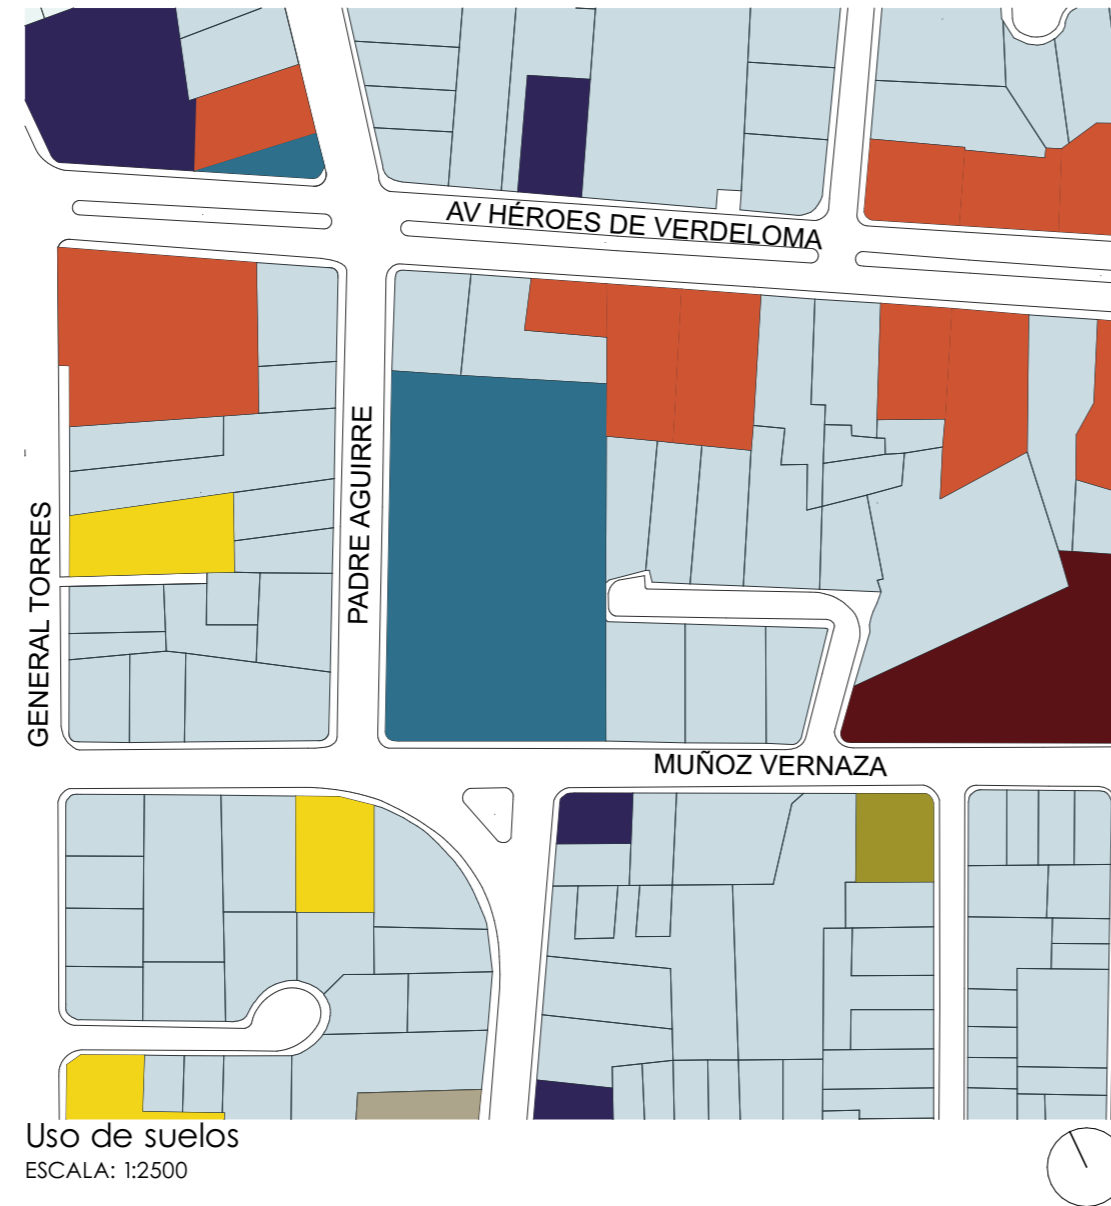 AV HÉROES DE VERDELOMA
PADRE AGUIRRE
GENERAL TORRES
MUÑOZ VERNAZA
Uso de suelos
ESCALA: 1:2500